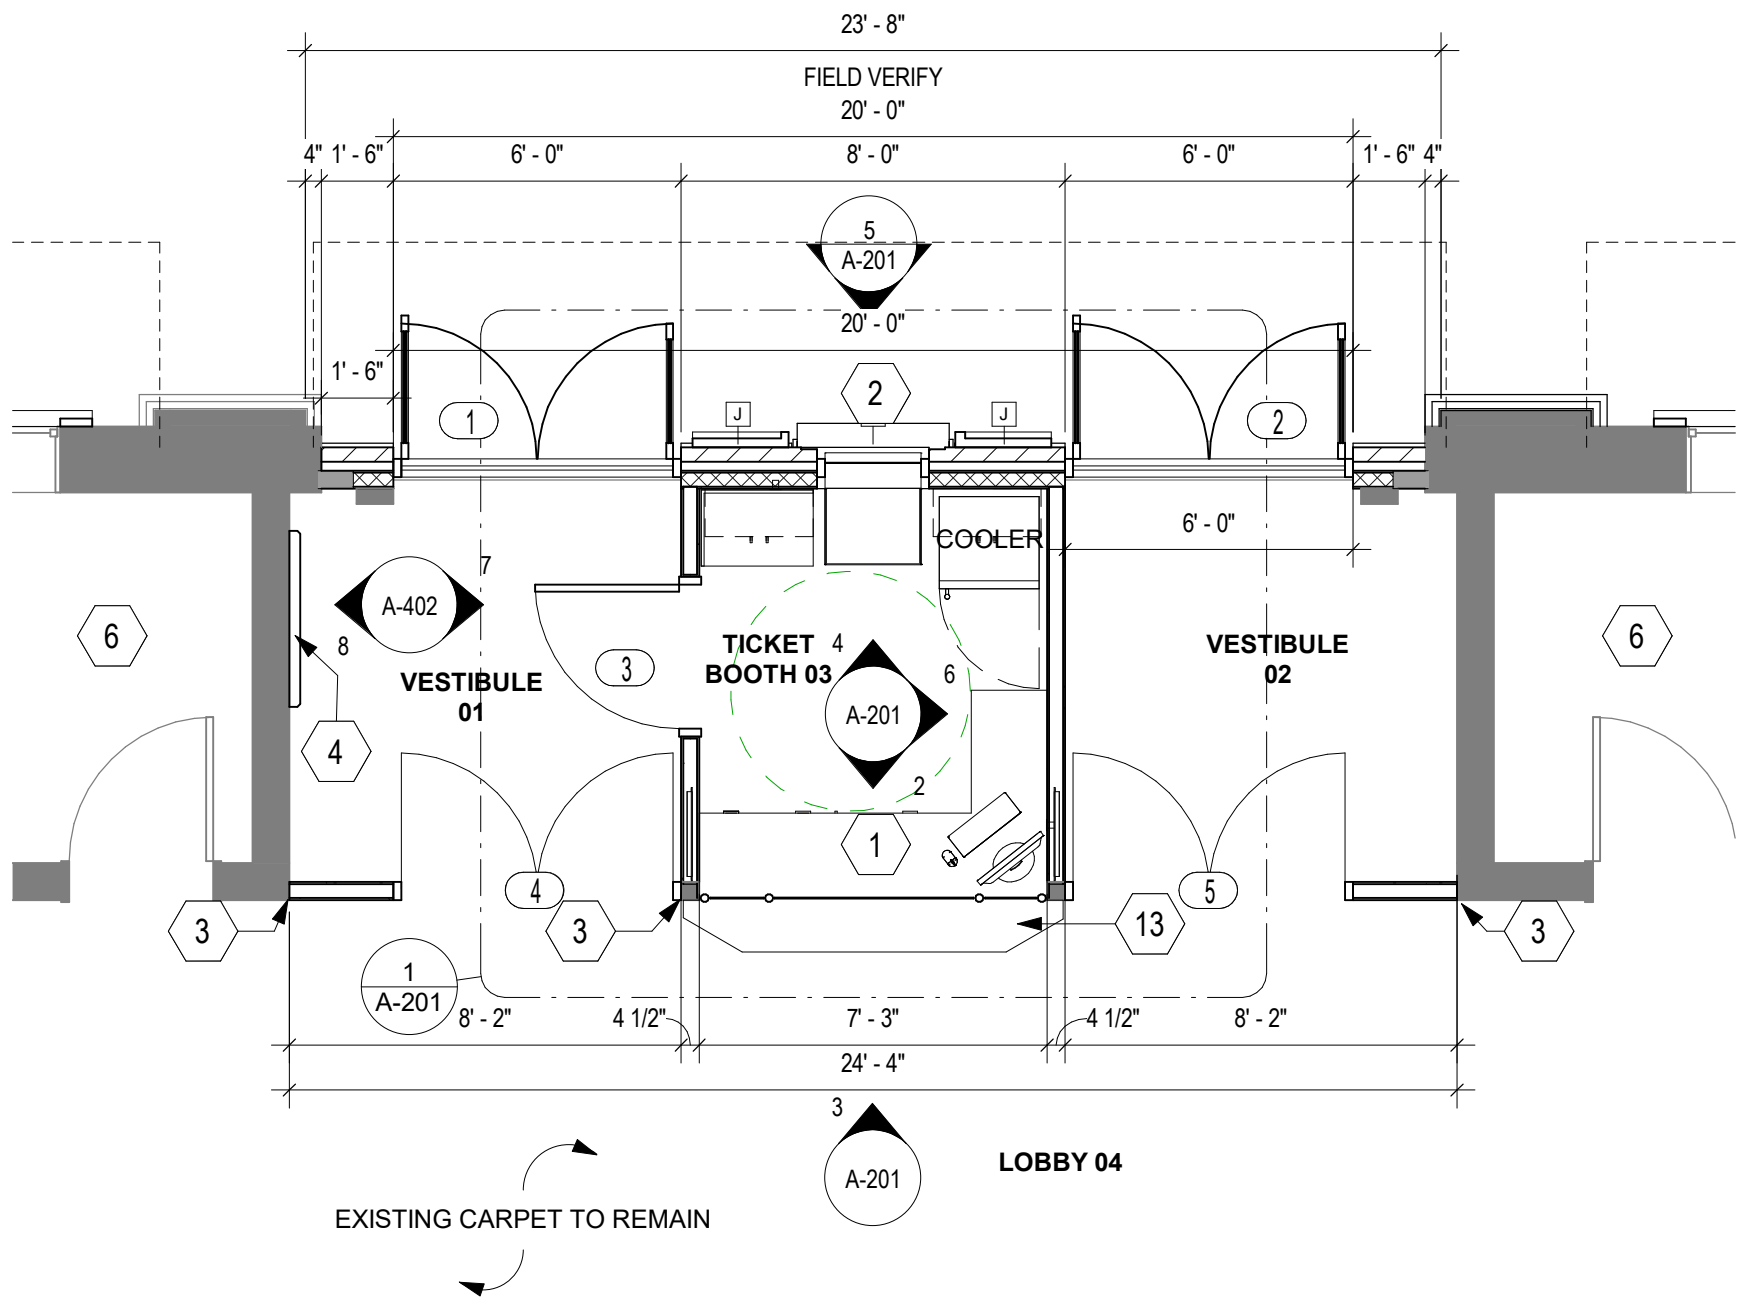 23' - 8"
FIELD VERIFY
20' - 0"
4" 1' - 6" 6' - 0" 8' - 0" 6' - 0" 1' - 6" 4"
5
A-201
20' - 0"
1' - 6"
2
1
J
J
2
6' - 0"
COOLER
7
A-402
8
6
6
TICKET
BOOTH 03
4
6
A-201
2
3
VESTIBULE
01
VESTIBULE
02
4
1
4
5
3
3
13
3
1
A-201
8' - 2" 4 1/2" 7' - 3" 4 1/2" 8' - 2"
24' - 4"
3
A-201
LOBBY 04
EXISTING CARPET TO REMAIN